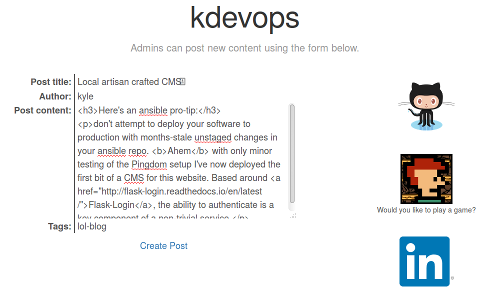 kdevops
Admins can post new content using the form below.
Post title: Local artisan crafted CMS
Author: kyle
Post content: <h3>Here's an ansible pro-tip:</h3>
<p>don't attempt to deploy your software to
production with months-stale unstaged changes in
your ansible repo. <b>Ahem</b> with only minor
testing of the Pingdom setup I've now deployed the
first bit of a CMS for this website. Based around <a
href="http://flask-login.readthedocs.io/en/latest
/">Flask-Login</a>, the ability to authenticate is a
key component of a non-trivial service.</p>
Tags: lol-blog
Create Post
Would you like to play a game?
in